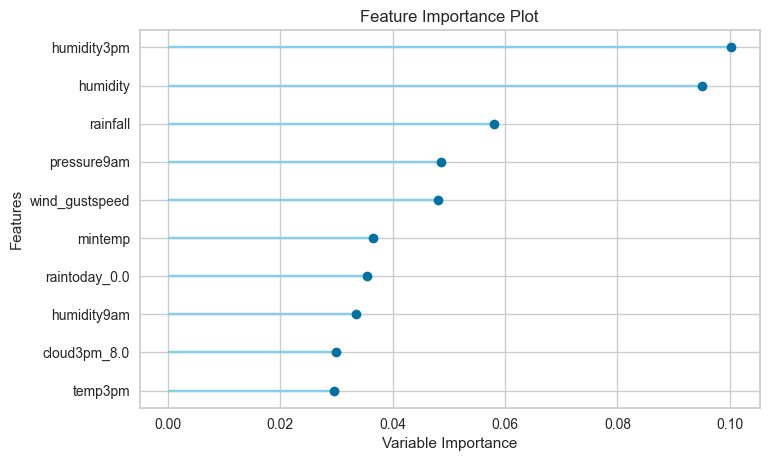 Feature Importance Plot
humidity3pm
humidity
rainfall
pressure9am
wind_gustspeed
mintemp
raintoday_0.0
humidity9am
cloud3pm_8.0
temp3pm
Features
0.00 0.02 0.04 0.06 0.08 0.10
Variable Importance